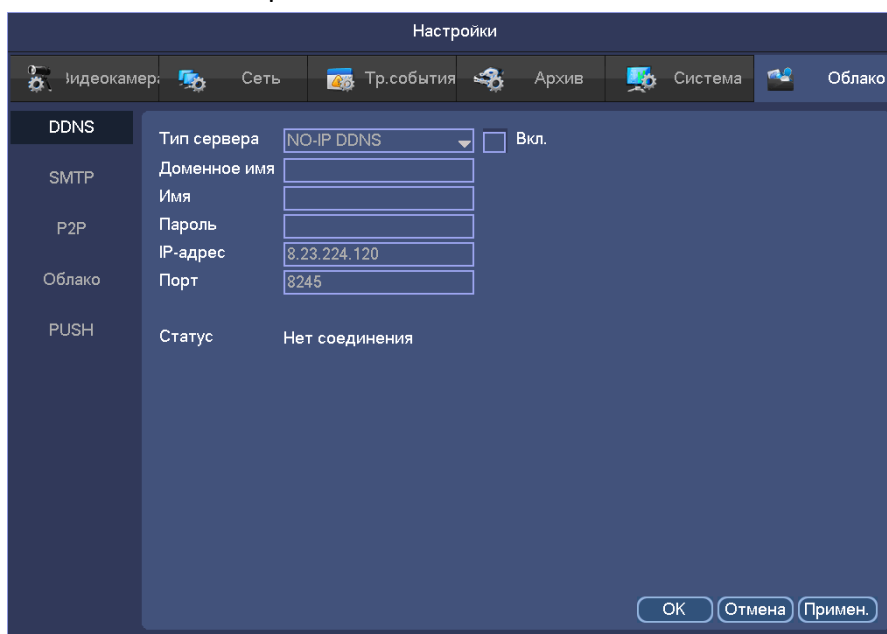 Настройки
Видеокамера Сеть Тр.события Архив Система Облако
DDNS
SMTP
P2P
Облако
PUSH
Тип сервера NO-IP DDNS Вкл.
Доменное имя
Имя
Пароль
IP-адрес 8.23.224.120
Порт 8245
Статус Нет соединения
OK Отмена Примен.